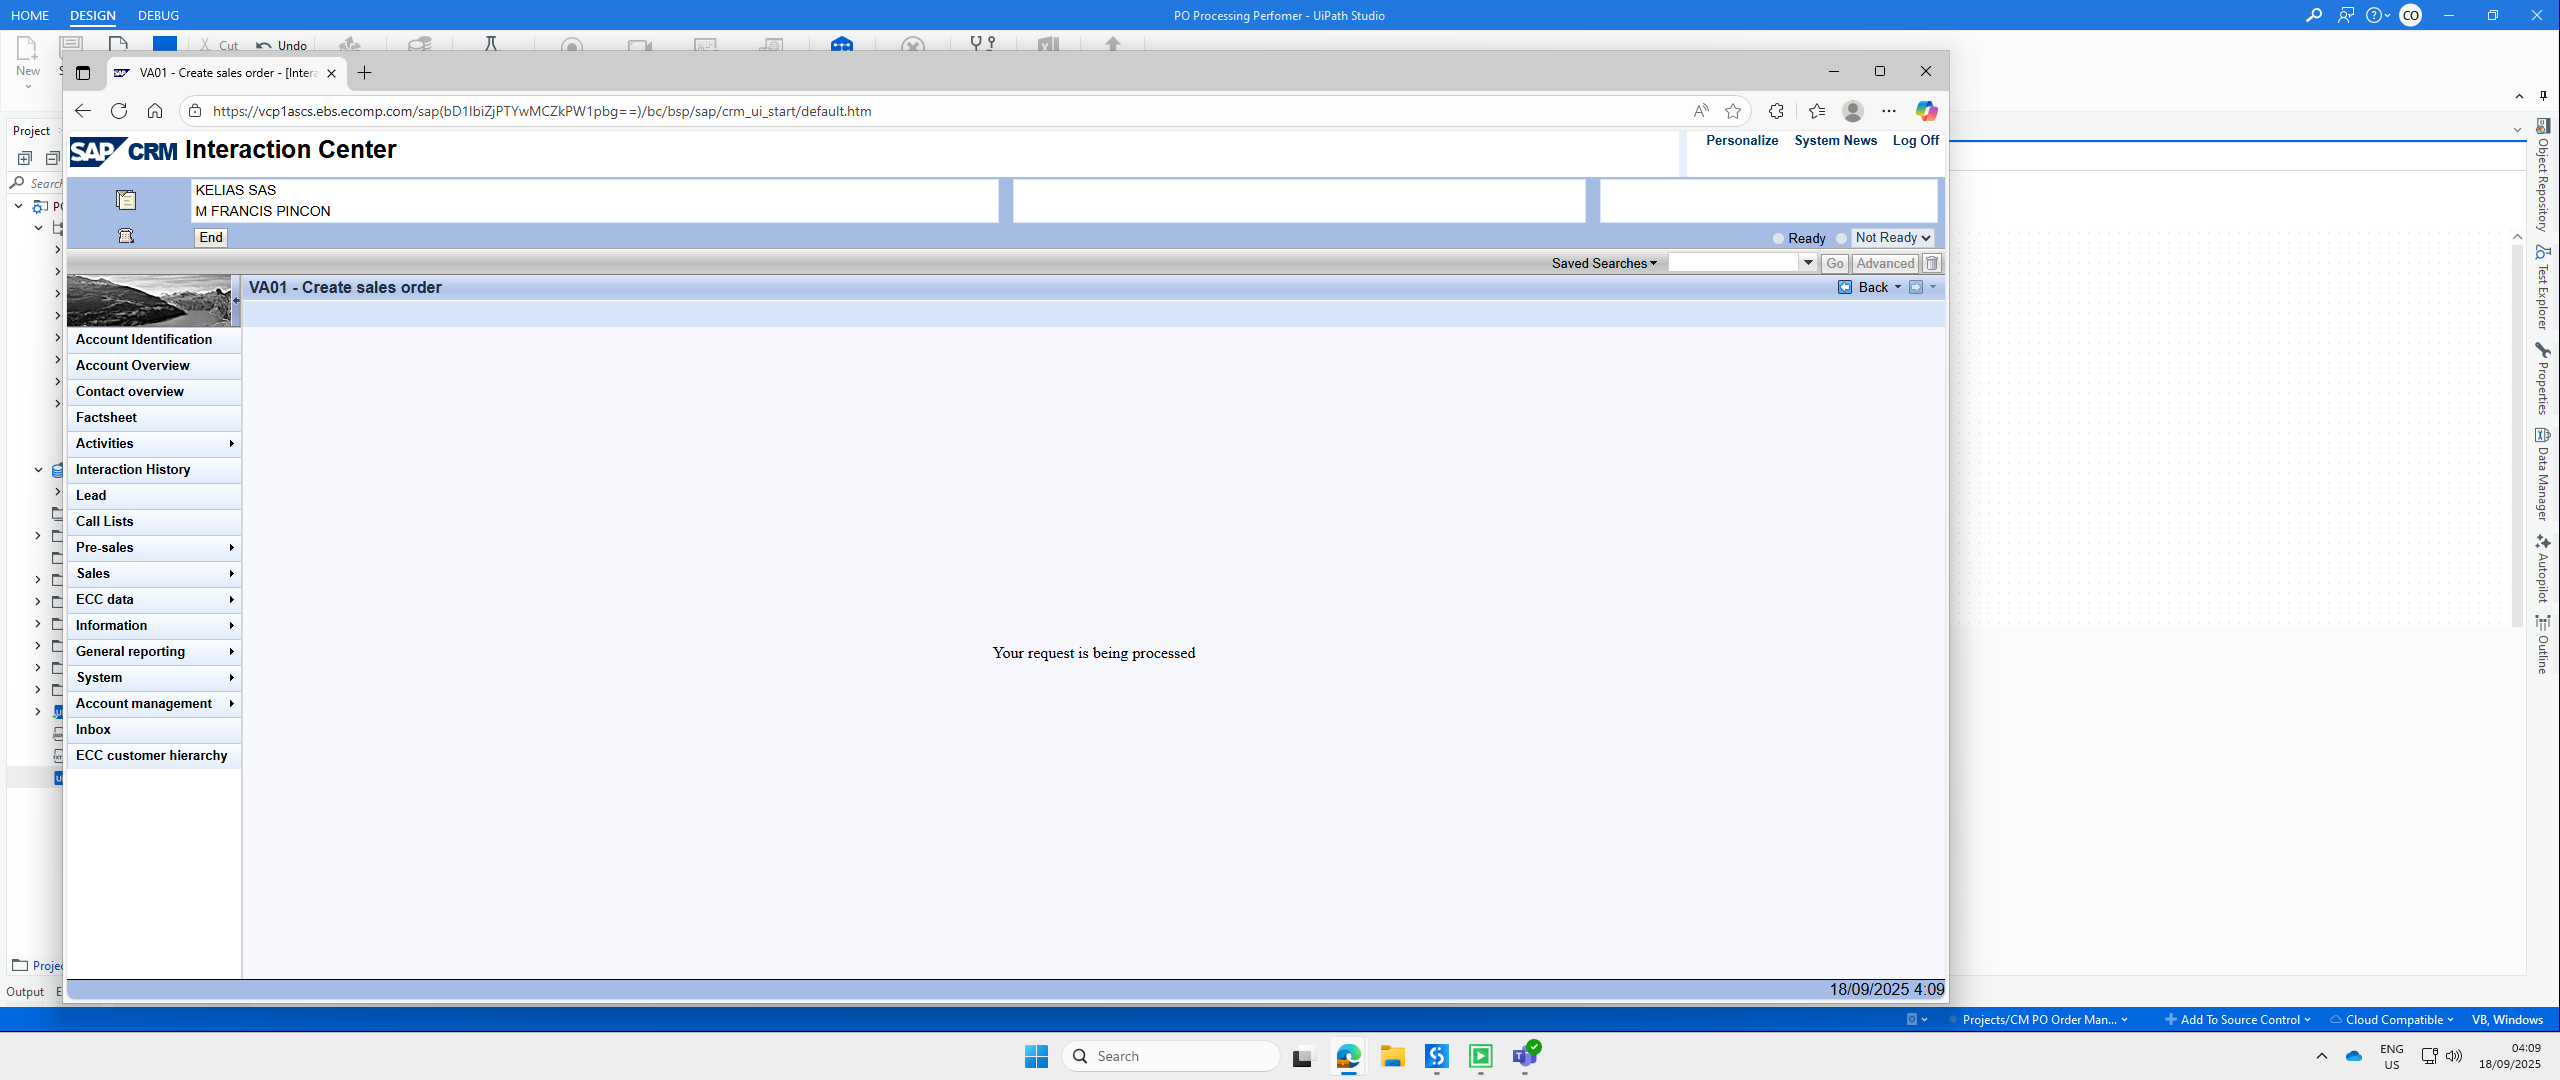 HOME DESIGN DEBUG
PO Processing Perfomer - UiPath Studio
CO
New
Cut
Undo
VA01 - Create sales order - [Intera
https://vcp1ascs.ebs.ecomp.com/sap(bD1lbiZjPTYwMCZkPW1pbg==)/bc/bsp/sap/crm_ui_start/default.htm
Project
Search
SAP CRM Interaction Center
Personalize System News Log Off
KELIAS SAS
M FRANCIS PINCON
End
Ready Not Ready
Saved Searches Go Advanced
VA01 - Create sales order
Back
Account Identification
Account Overview
Contact overview
Factsheet
Activities
Interaction History
Lead
Call Lists
Pre-sales
Sales
ECC data
Information
General reporting
System
Account management
Inbox
ECC customer hierarchy
Your request is being processed
18/09/2025 4:09
Object Repository
Test Explorer
Properties
Data Manager
Autopilot
Outline
Projec
Output E
Projects/CM PO Order Man... Add To Source Control Cloud Compatible VB, Windows
Search
ENG
US
04:09
18/09/2025